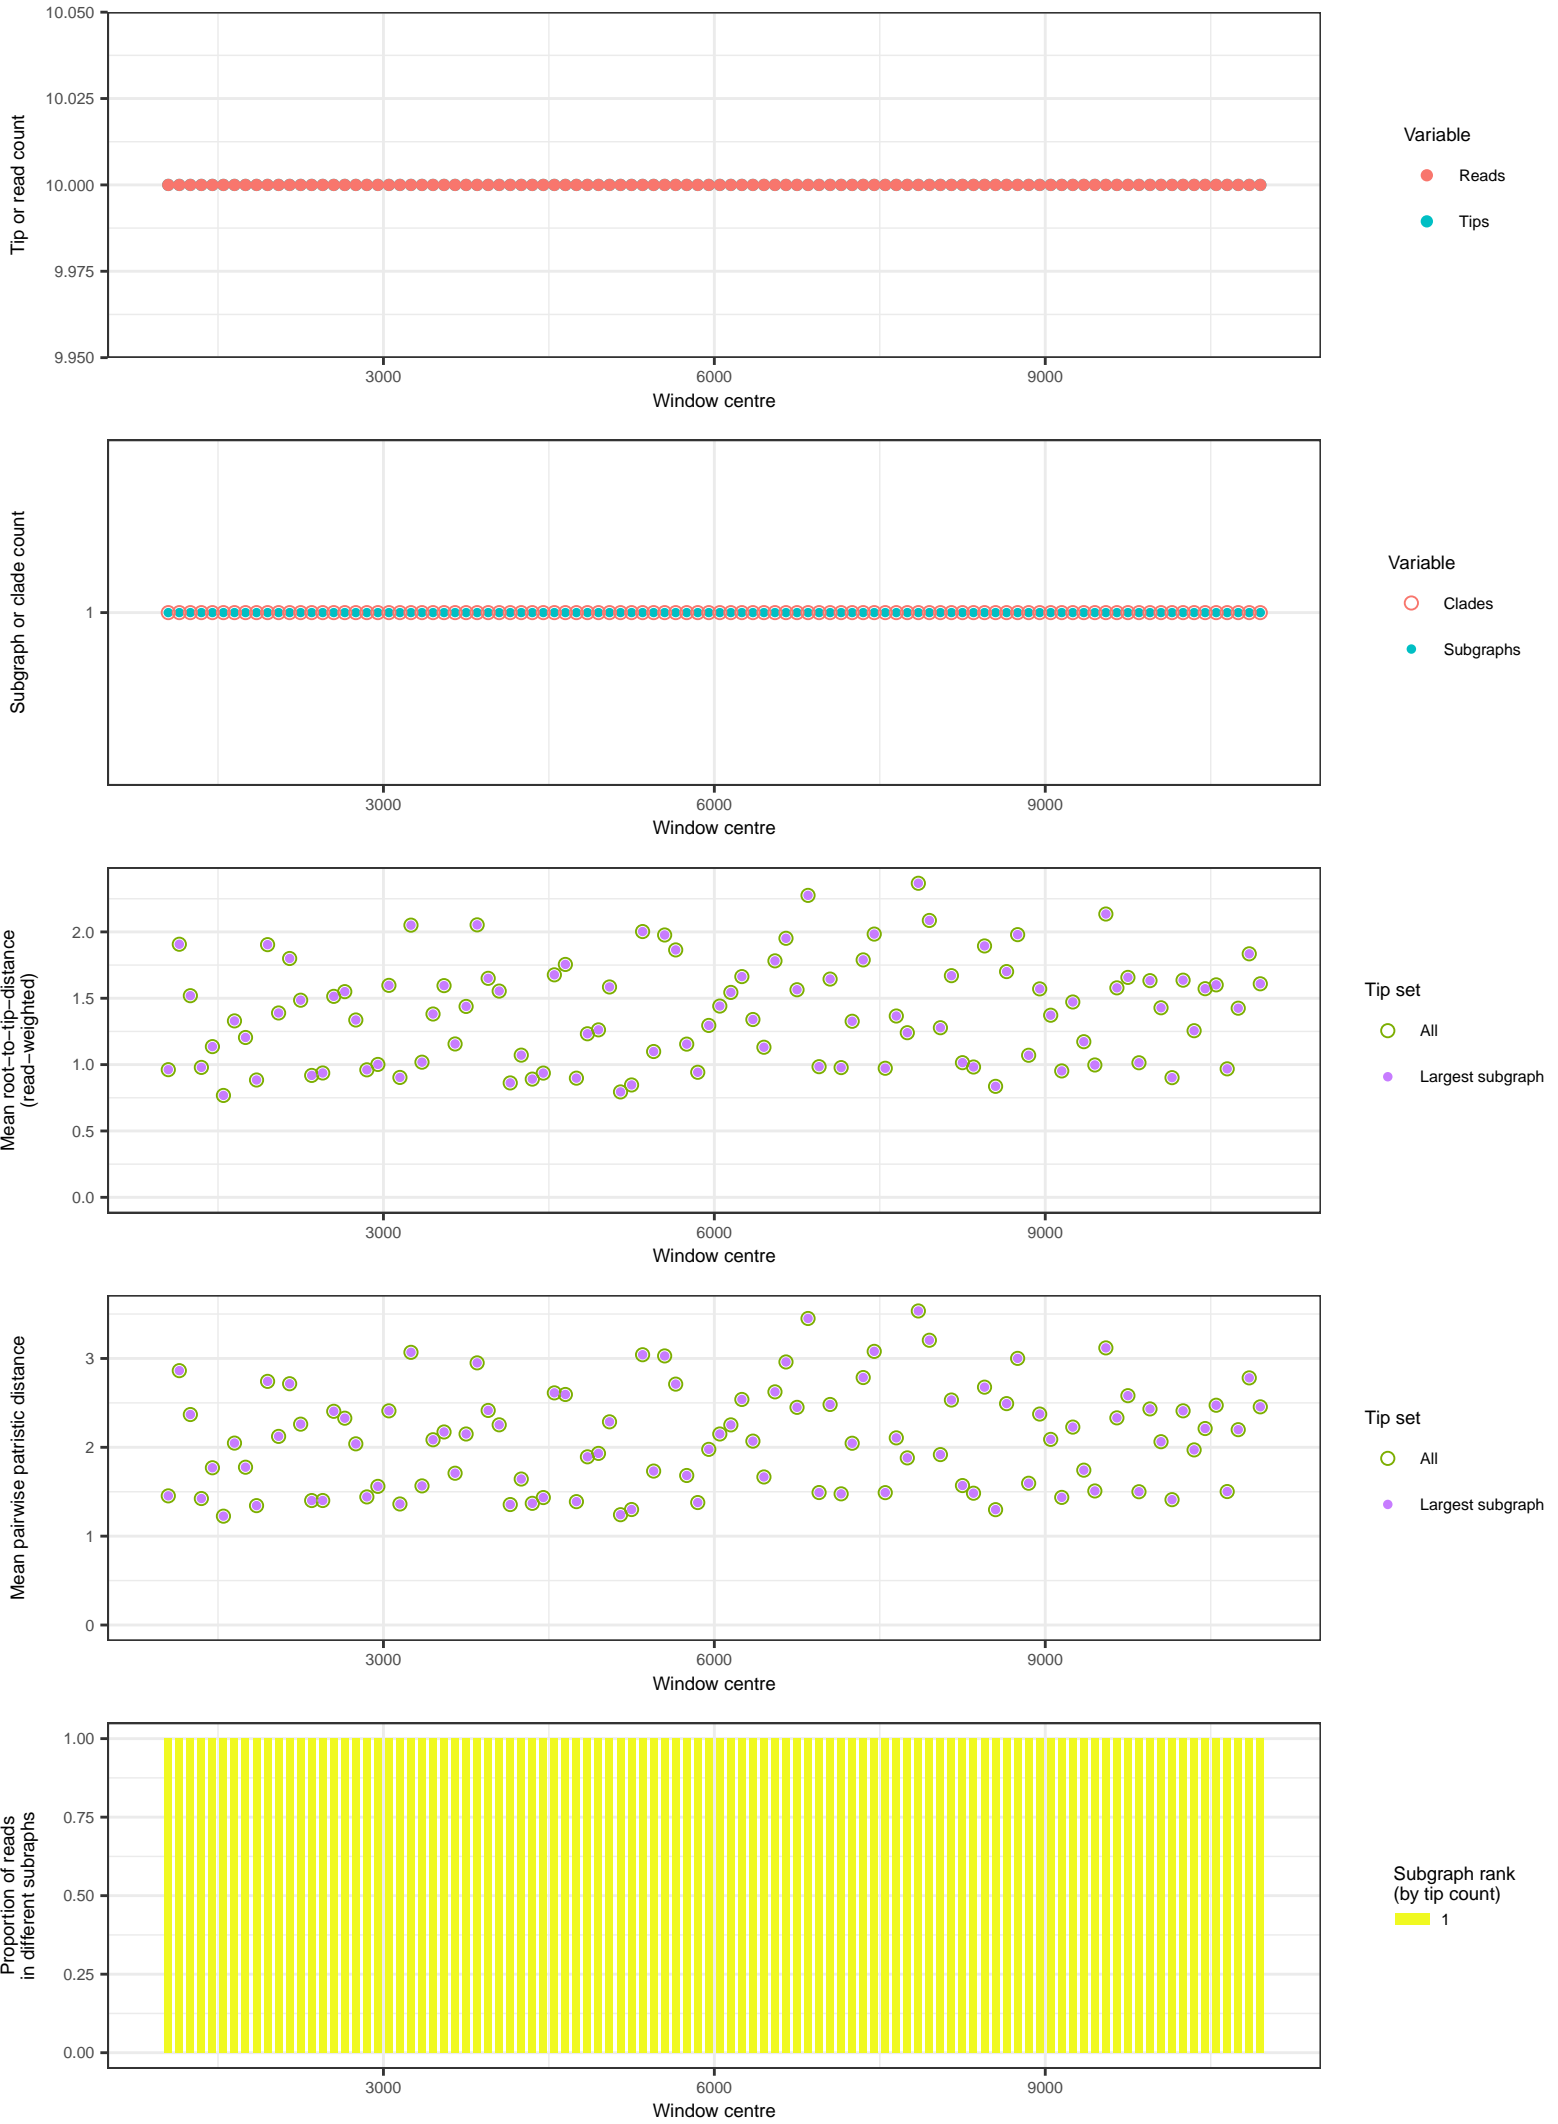 10.050
10.025
10.000
9.975
9.950
Tip or read count
3000 6000 9000
Window centre
Variable
Reads
Tips
1
Subgraph or clade count
3000 6000 9000
Window centre
Variable
Clades
Subgraphs
2.0
1.5
1.0
0.5
0.0
Mean root−to−tip−distance
(read−weighted)
3000 6000 9000
Window centre
Tip set
All
Largest subgraph
3
2
1
0
Mean pairwise patristic distance
3000 6000 9000
Window centre
Tip set
All
Largest subgraph
1.00
0.75
0.50
0.25
0.00
Proportion of reads
in different subraphs
3000 6000 9000
Window centre
Subgraph rank
(by tip count)
1